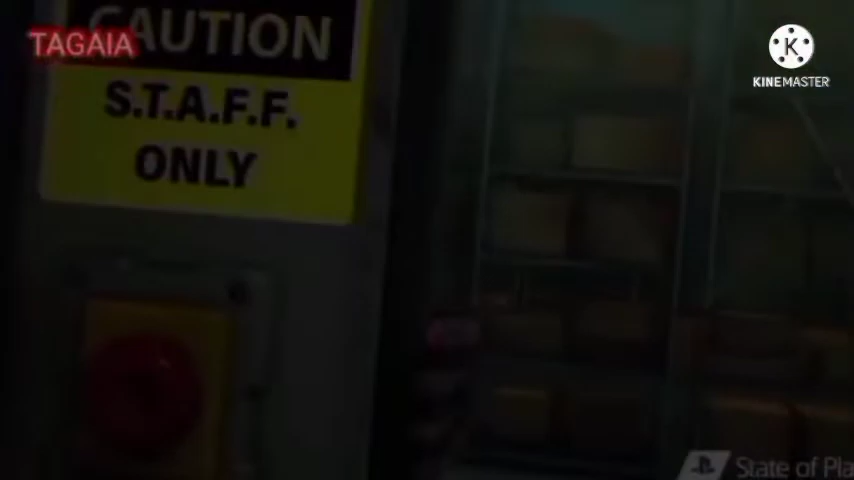 TAGAIA
CAUTION
S.T.A.F.F.
ONLY
KINEMASTER
State of Pla